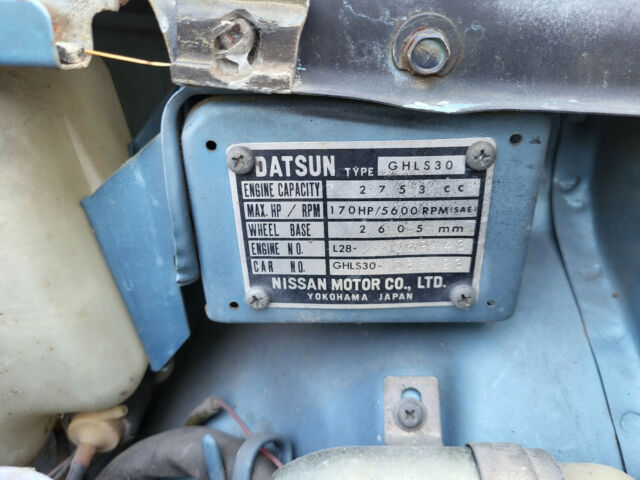 DATSUN TYPE GHLS30
ENGINE CAPACITY 2753 cc
MAX. HP / RPM 170HP/5600RPM (SAE)
WHEEL BASE 2605 mm
ENGINE NO. L28-
CAR NO. GHLS30-
NISSAN MOTOR CO., LTD.
YOKOHAMA JAPAN